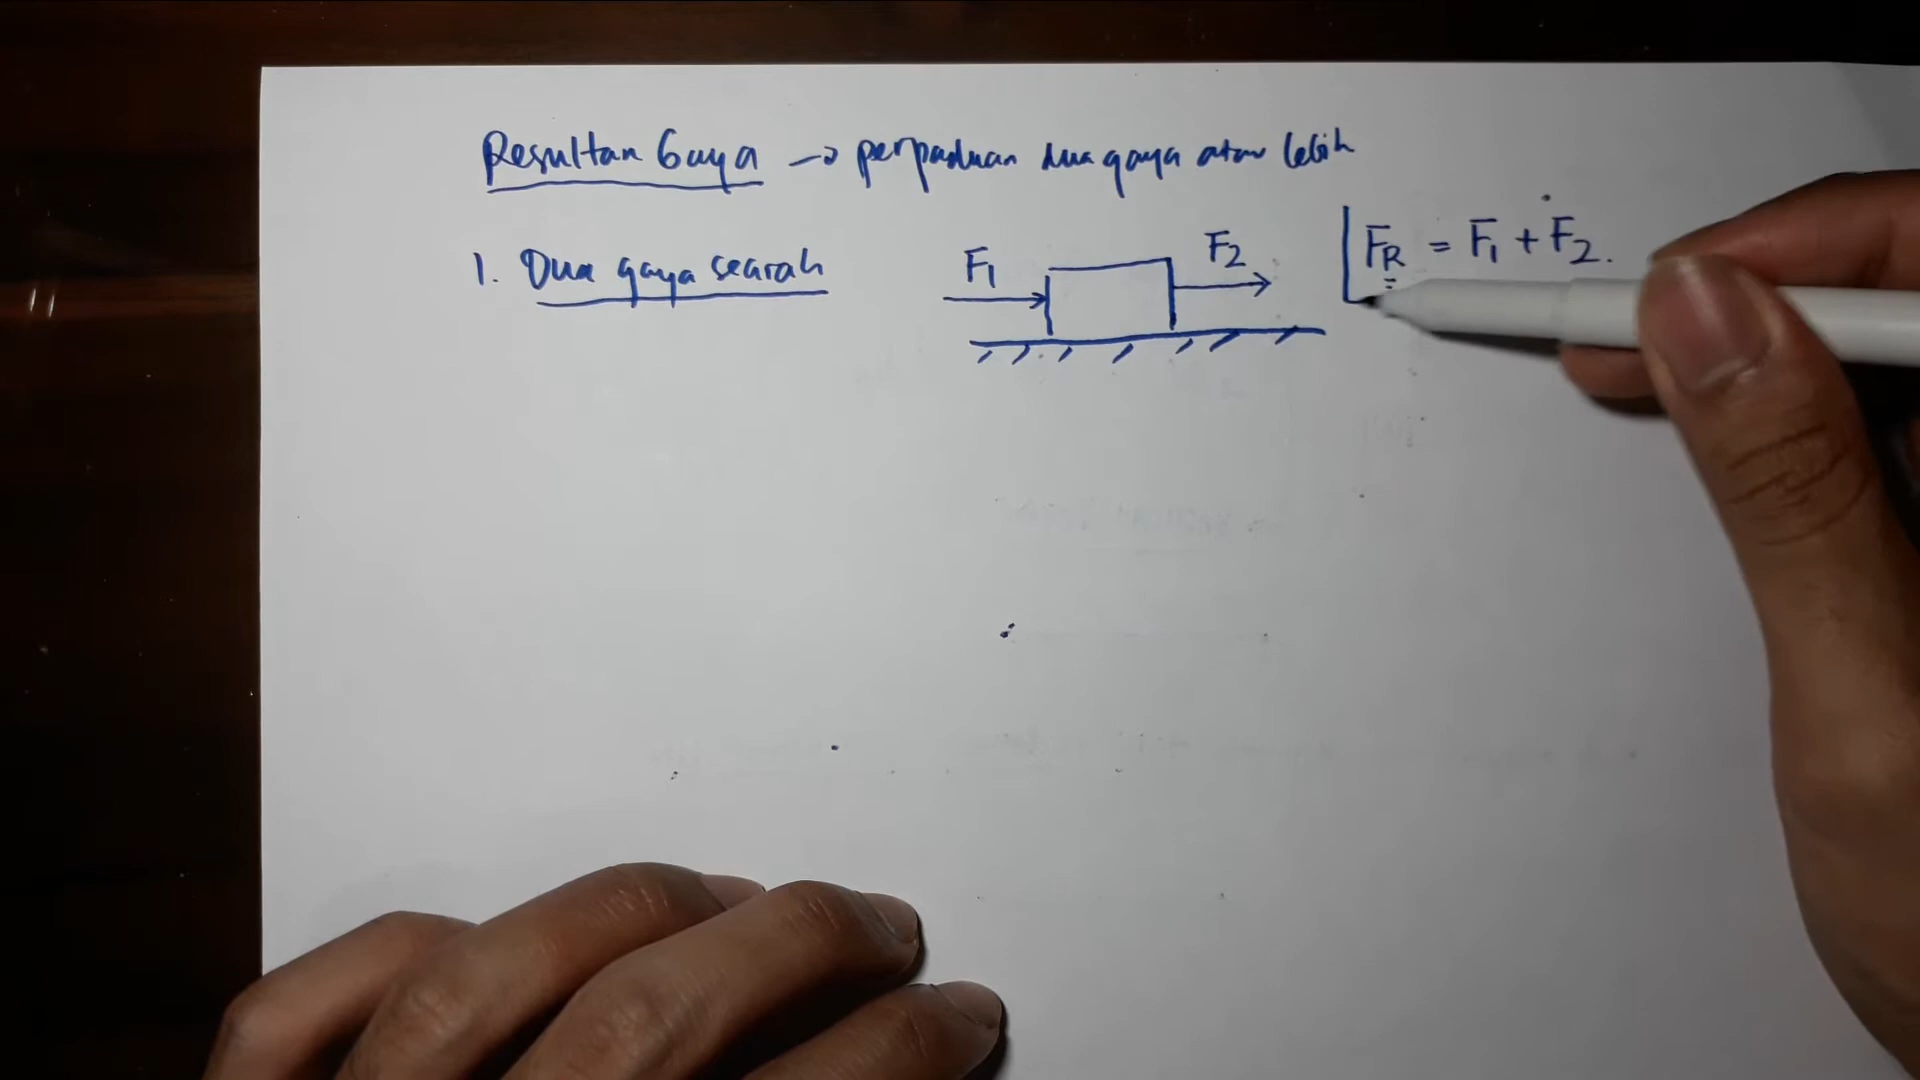 Resultan Gaya → perpaduan dua gaya atau lebih
1. Dua gaya searah
F1
F2
FR = F1 + F2.